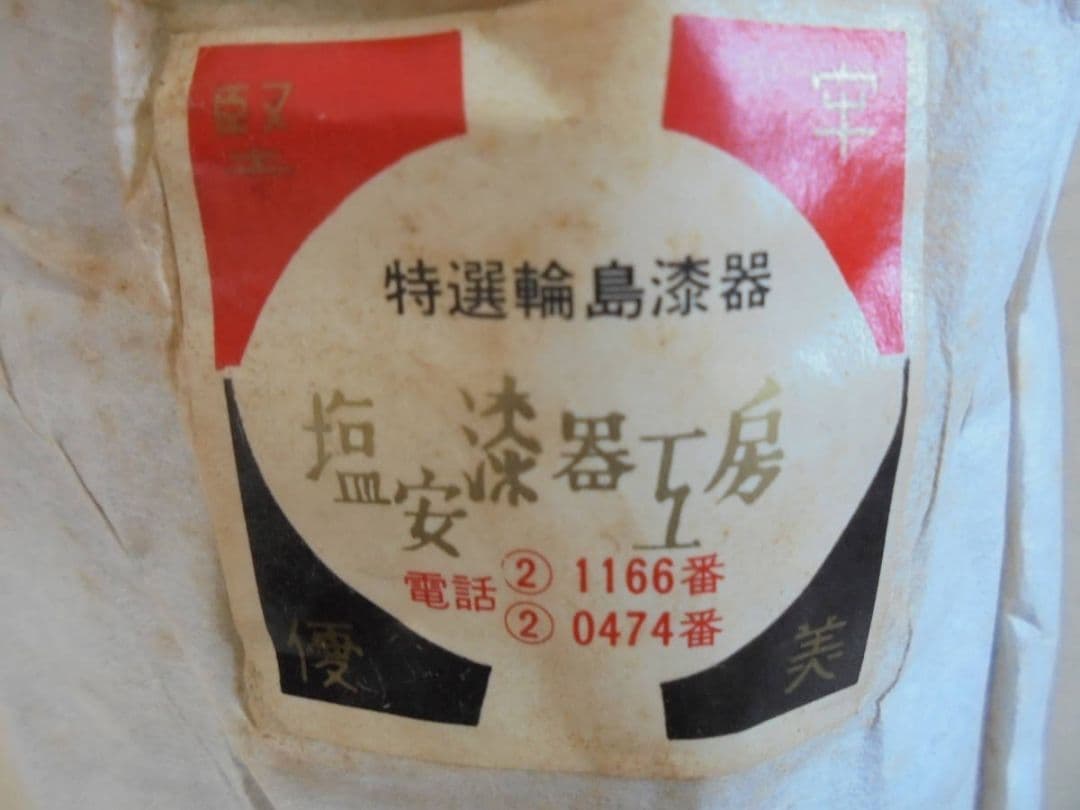 堅牢
特選輪島漆器
塩安漆器工房
電話 ② 1166番
② 0474番
優美